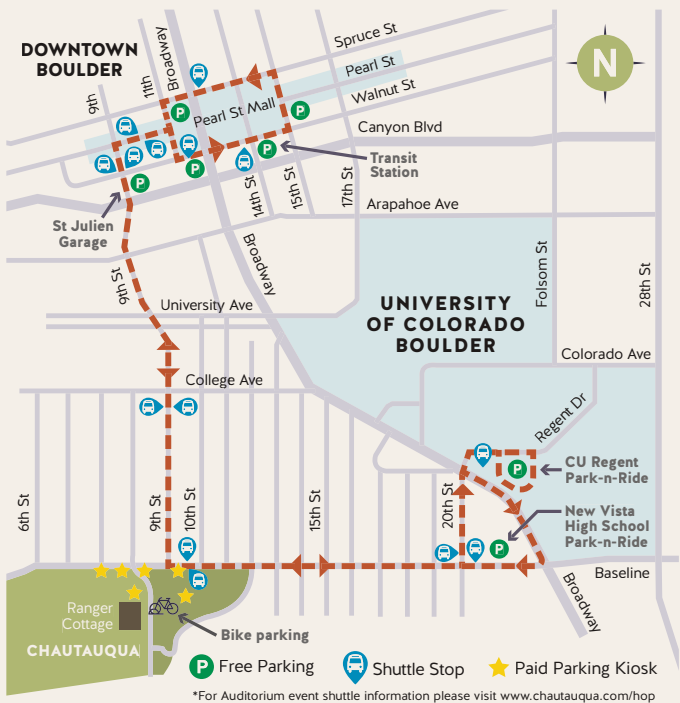 DOWNTOWN
BOULDER
9th
11th
Broadway
Spruce St
Pearl St
Walnut St
Pearl St Mall
Canyon Blvd
N
Transit
Station
14th St
15th St
17th St
Arapahoe Ave
St Julien
Garage
9th St
Broadway
Folsom St
28th St
University Ave
UNIVERSITY
OF COLORADO
BOULDER
Colorado Ave
College Ave
Regent Dr
CU Regent
Park-n-Ride
6th St
9th St
10th St
15th St
20th St
New Vista
High School
Park-n-Ride
Baseline
Broadway
Ranger
Cottage
CHAUTAUQUA
Bike parking
P
P
P
P
P
P
P
P Free Parking
Shuttle Stop
Paid Parking Kiosk
*For Auditorium event shuttle information please visit www.chautauqua.com/hop